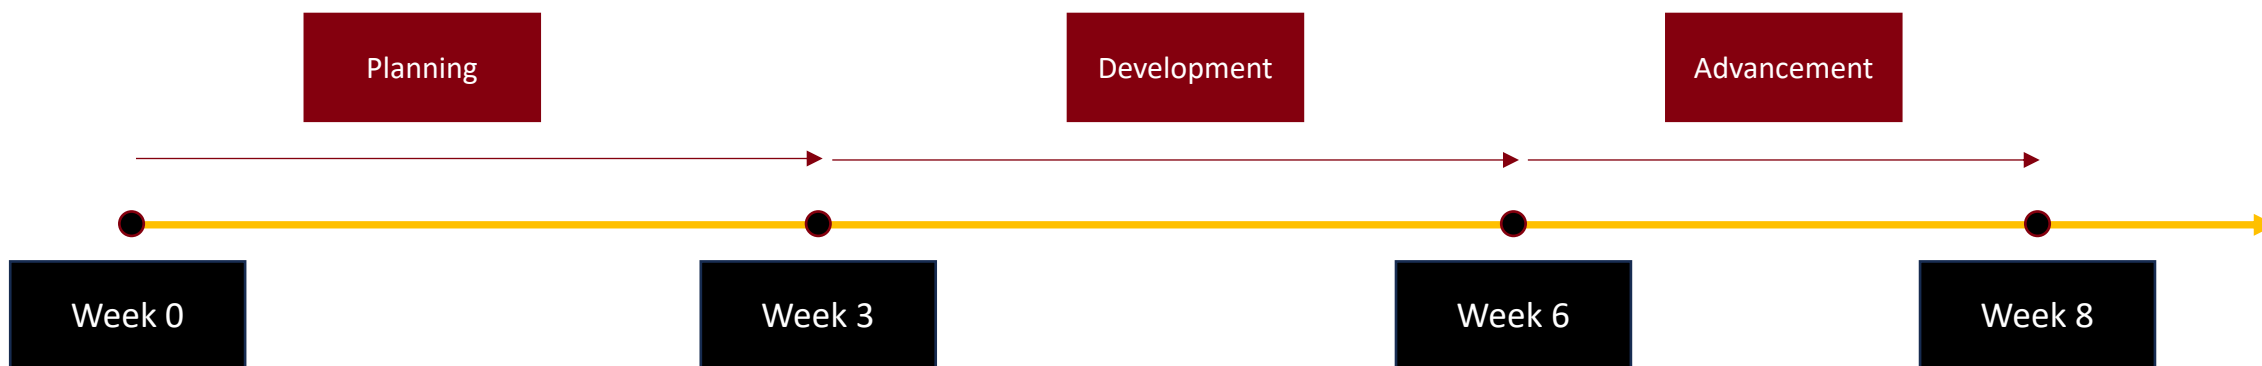 Planning
Development
Advancement
Week 0
Week 3
Week 6
Week 8